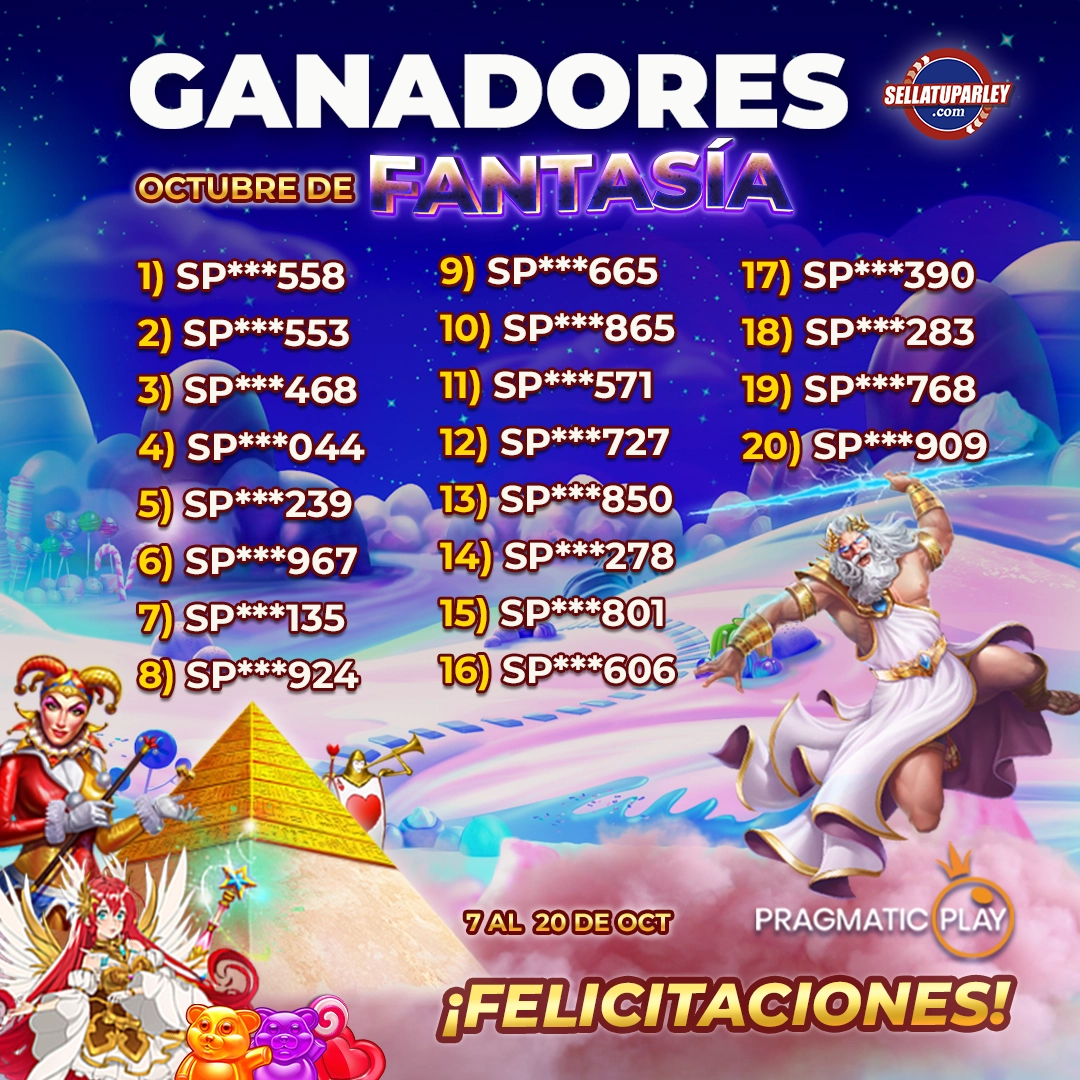 GANADORES
SELLATUPARLEY
.com
OCTUBRE DE FANTASÍA
1) SP***558
2) SP***553
3) SP***468
4) SP***044
5) SP***239
6) SP***967
7) SP***135
8) SP***924
9) SP***665
10) SP***865
11) SP***571
12) SP***727
13) SP***850
14) SP***278
15) SP***801
16) SP***606
17) SP***390
18) SP***283
19) SP***768
20) SP***909
7 AL 20 DE OCT
PRAGMATIC PLAY
¡FELICITACIONES!